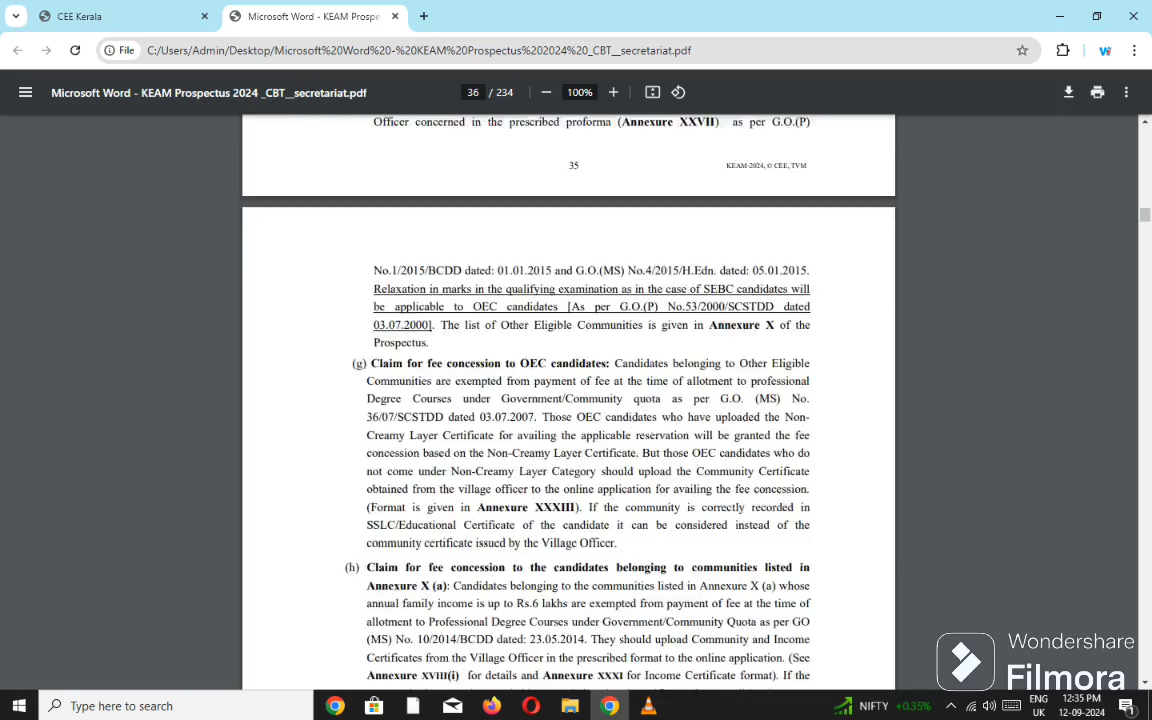 CEE Kerala
Microsoft Word - KEAM Prospe
File C:/Users/Admin/Desktop/Microsoft%20Word%20-%20KEAM%20Prospectus%202024%20_CBT__secretariat.pdf
Microsoft Word - KEAM Prospectus 2024 _CBT__secretariat.pdf 36 / 234 100%
Officer concerned in the prescribed proforma (Annexure XXVII) as per G.O.(P)
35 KEAM-2024, © CEE, TVM
No.1/2015/BCDD dated: 01.01.2015 and G.O.(MS) No.4/2015/H.Edn. dated: 05.01.2015.
Relaxation in marks in the qualifying examination as in the case of SEBC candidates will
be applicable to OEC candidates [As per G.O.(P) No.53/2000/SCSTDD dated
03.07.2000]. The list of Other Eligible Communities is given in Annexure X of the
Prospectus.
(g) Claim for fee concession to OEC candidates: Candidates belonging to Other Eligible
Communities are exempted from payment of fee at the time of allotment to professional
Degree Courses under Government/Community quota as per G.O. (MS) No.
36/07/SCSTDD dated 03.07.2007. Those OEC candidates who have uploaded the Non-
Creamy Layer Certificate for availing the applicable reservation will be granted the fee
concession based on the Non-Creamy Layer Certificate. But those OEC candidates who do
not come under Non-Creamy Layer Category should upload the Community Certificate
obtained from the village officer to the online application for availing the fee concession.
(Format is given in Annexure XXXIII). If the community is correctly recorded in
SSLC/Educational Certificate of the candidate it can be considered instead of the
community certificate issued by the Village Officer.
(h) Claim for fee concession to the candidates belonging to communities listed in
Annexure X (a): Candidates belonging to the communities listed in Annexure X (a) whose
annual family income is up to Rs.6 lakhs are exempted from payment of fee at the time of
allotment to Professional Degree Courses under Government/Community Quota as per GO
(MS) No. 10/2014/BCDD dated: 23.05.2014. They should upload Community and Income
Certificates from the Village Officer in the prescribed format to the online application. (See
Annexure XVIII(i) for details and Annexure XXXI for Income Certificate format). If the
Wondershare
Filmora
Type here to search
NIFTY +0.35%
ENG
UK
12:35 PM
12-09-2024
1